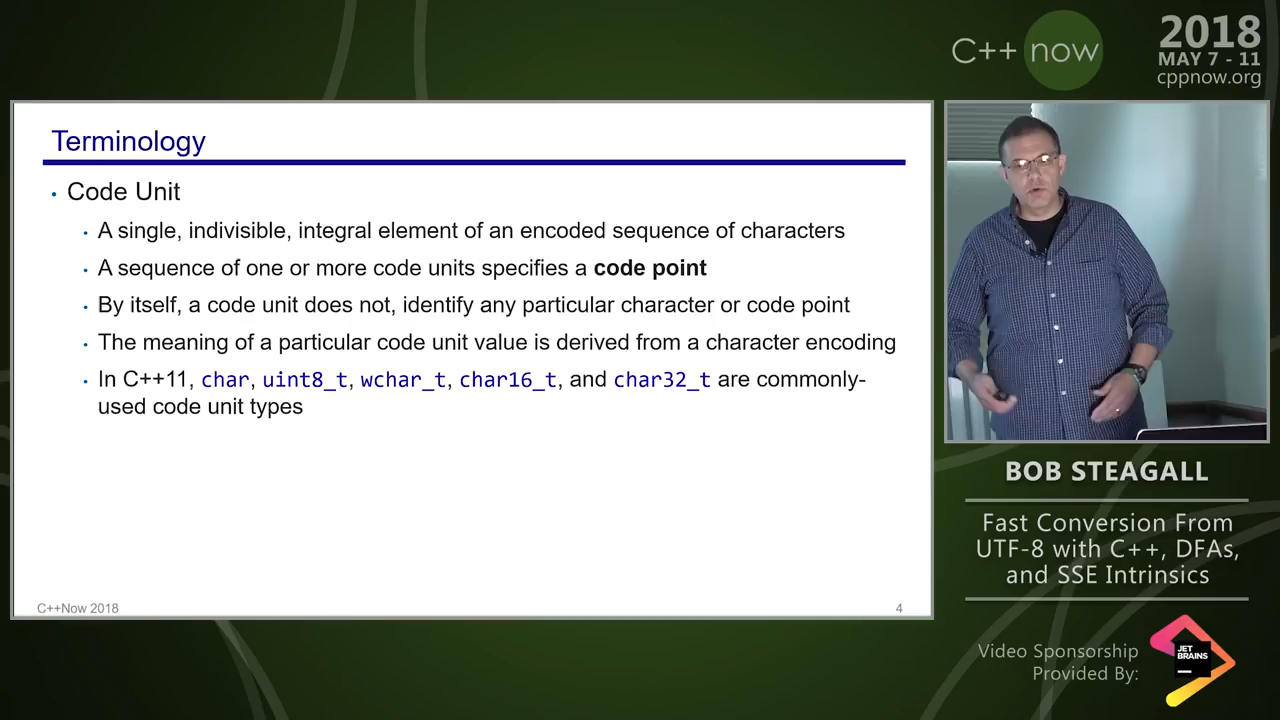 C++ now
2018
MAY 7 - 11
cppnow.org
Terminology
• Code Unit
• A single, indivisible, integral element of an encoded sequence of characters
• A sequence of one or more code units specifies a code point
• By itself, a code unit does not, identify any particular character or code point
• The meaning of a particular code unit value is derived from a character encoding
• In C++11, char, uint8_t, wchar_t, char16_t, and char32_t are commonly-
used code unit types
C++Now 2018
4
BOB STEAGALL
Fast Conversion From
UTF-8 with C++, DFAs,
and SSE Intrinsics
Video Sponsorship
Provided By:
JET
BRAINS